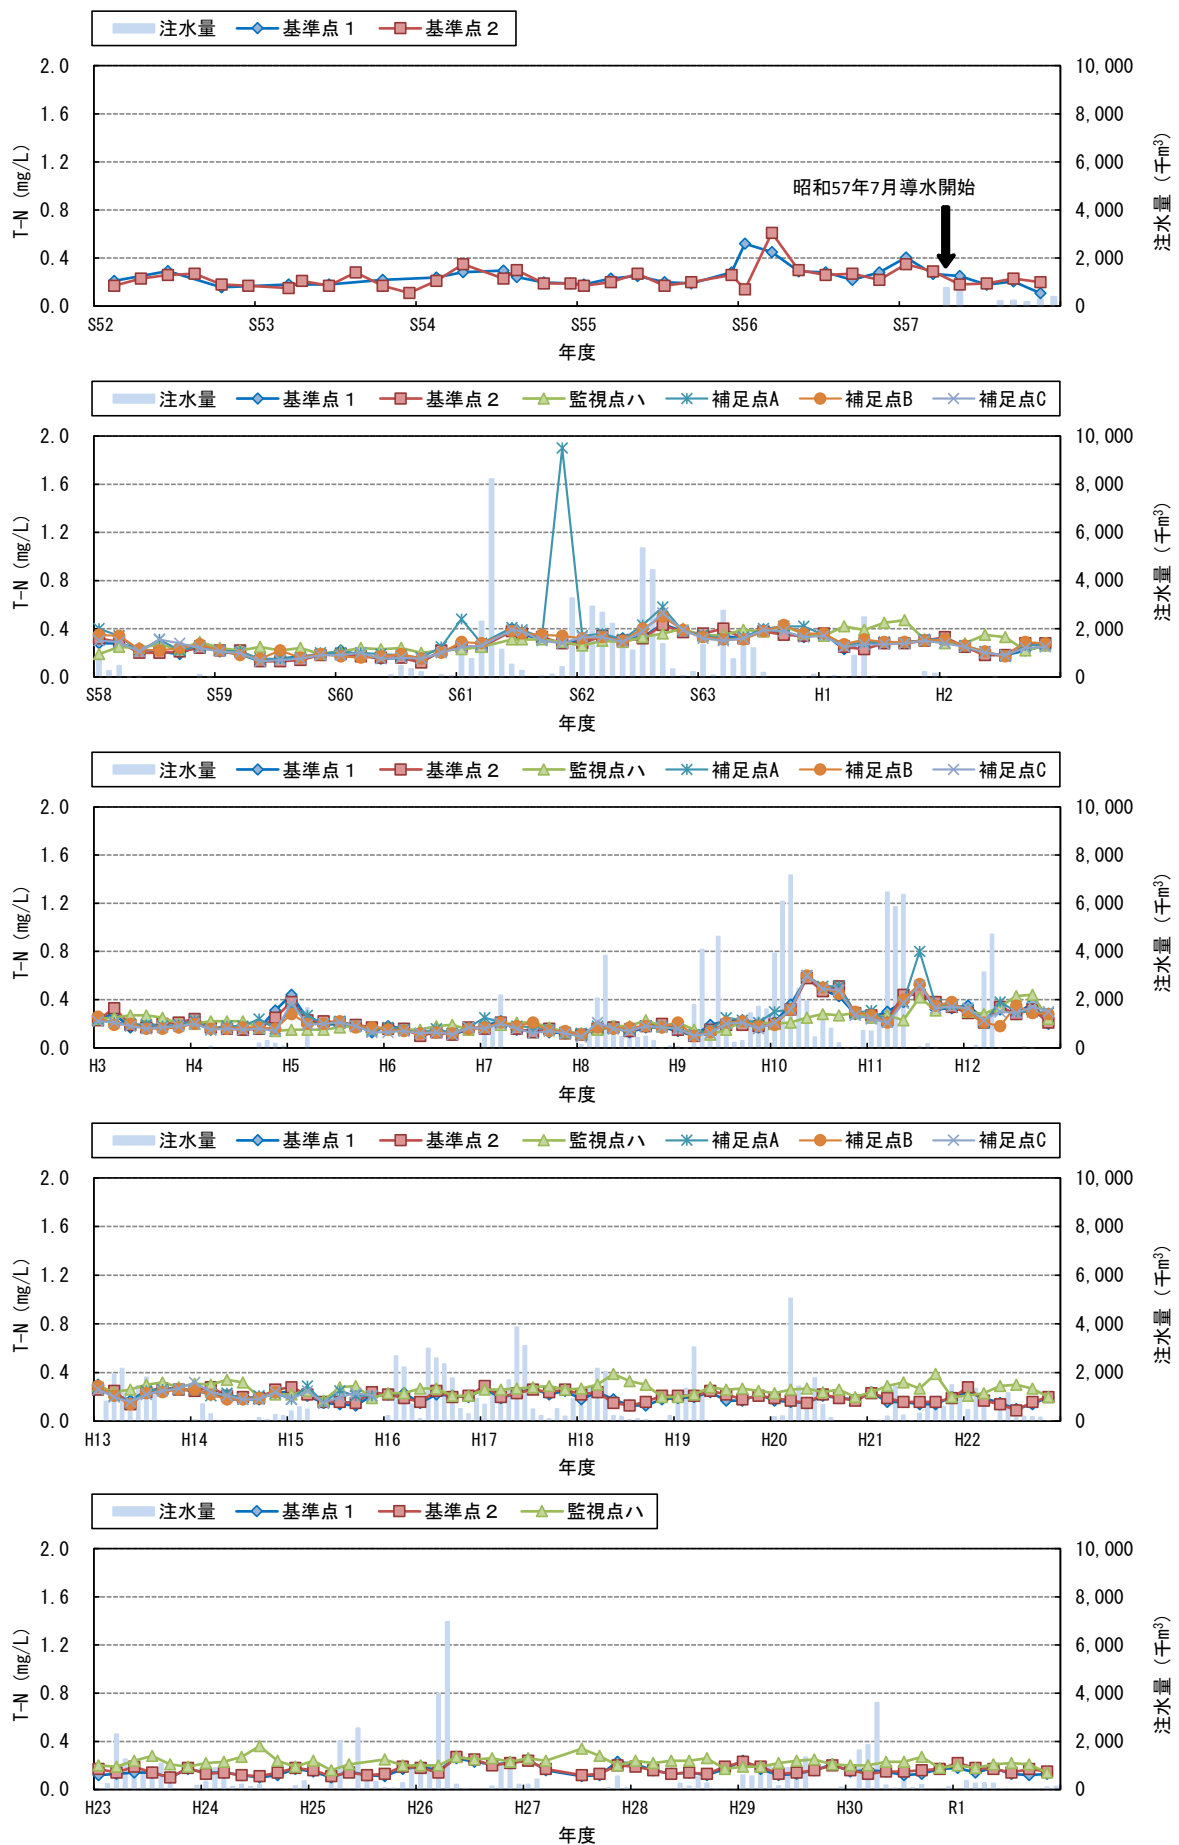 注水量 基準点１ 基準点２
2.0 10,000
1.6 8,000
1.2 6,000
昭和57年7月導水開始
0.8 4,000
0.4 2,000
0.0 0
T-N (mg/L)
注水量 (千m³)
S52 S53 S54 S55 S56 S57
年度
注水量 基準点１ 基準点２ 監視点ハ 補足点A 補足点B 補足点C
2.0 10,000
1.6 8,000
1.2 6,000
0.8 4,000
0.4 2,000
0.0 0
T-N (mg/L)
注水量 (千m³)
S58 S59 S60 S61 S62 S63 H1 H2
年度
注水量 基準点１ 基準点２ 監視点ハ 補足点A 補足点B 補足点C
2.0 10,000
1.6 8,000
1.2 6,000
0.8 4,000
0.4 2,000
0.0 0
T-N (mg/L)
注水量 (千m³)
H3 H4 H5 H6 H7 H8 H9 H10 H11 H12
年度
注水量 基準点１ 基準点２ 監視点ハ 補足点A 補足点B 補足点C
2.0 10,000
1.6 8,000
1.2 6,000
0.8 4,000
0.4 2,000
0.0 0
T-N (mg/L)
注水量 (千m³)
H13 H14 H15 H16 H17 H18 H19 H20 H21 H22
年度
注水量 基準点１ 基準点２ 監視点ハ
2.0 10,000
1.6 8,000
1.2 6,000
0.8 4,000
0.4 2,000
0.0 0
T-N (mg/L)
注水量 (千m³)
H23 H24 H25 H26 H27 H28 H29 H30 R1
年度